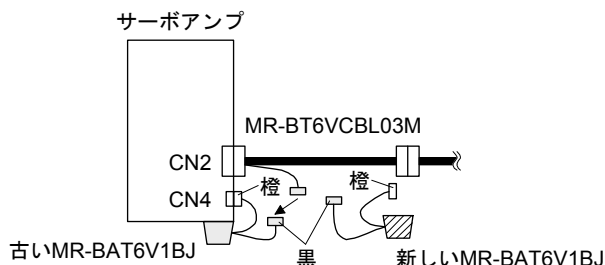 サーボアンプ
MR-BT6VCBL03M
CN2
CN4
橙
橙
古いMR-BAT6V1BJ
黒
新しいMR-BAT6V1BJ